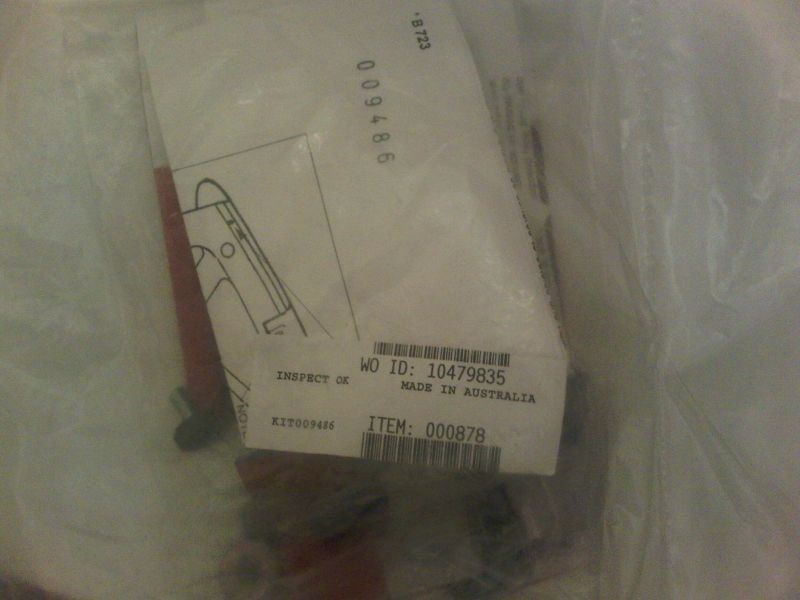 *B723
009486
WO ID: 10479835
INSPECT OK
MADE IN AUSTRALIA
KIT009486
ITEM: 000878